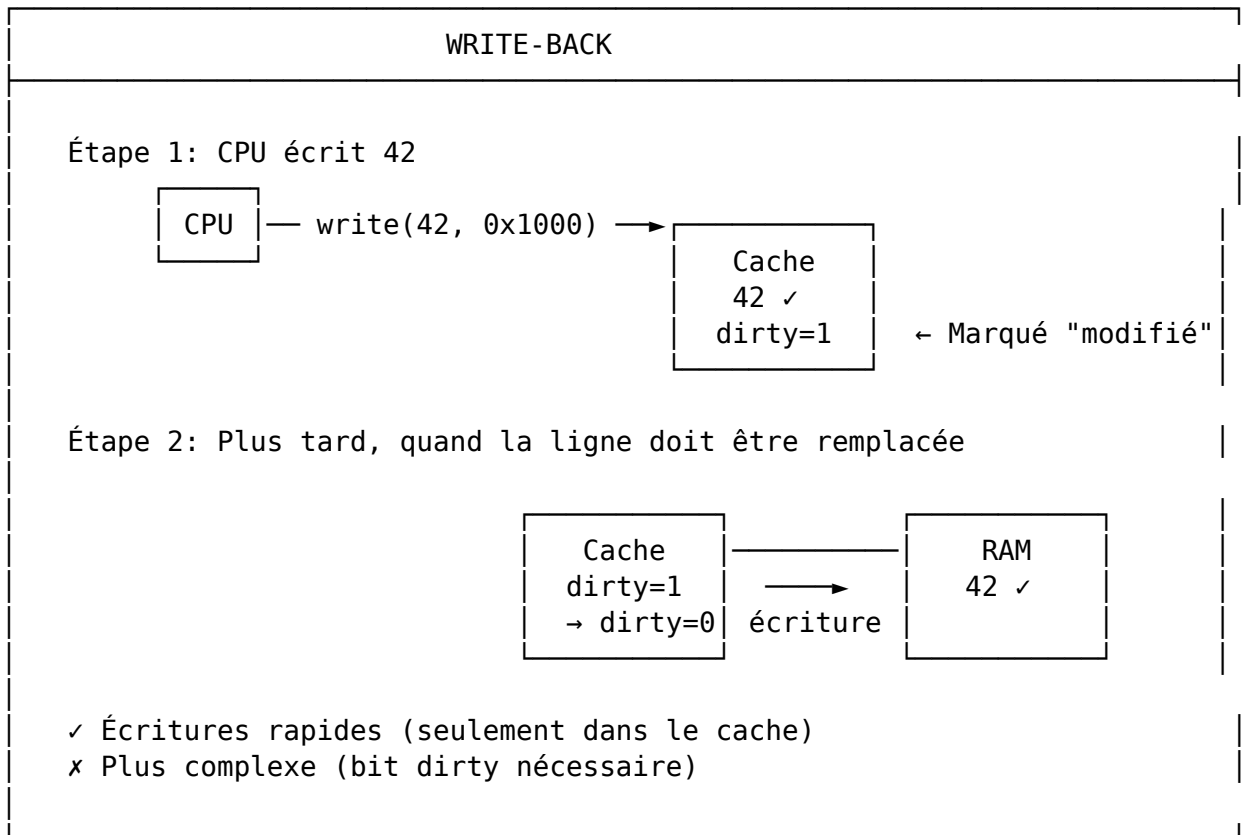 WRITE-BACK
Étape 1: CPU écrit 42
CPU write(42, 0x1000)
Cache
42 ✓
dirty=1 ← Marqué "modifié"
Étape 2: Plus tard, quand la ligne doit être remplacée
Cache RAM
dirty=1 42 ✓
→ dirty=0 écriture
✓ Écritures rapides (seulement dans le cache)
✗ Plus complexe (bit dirty nécessaire)